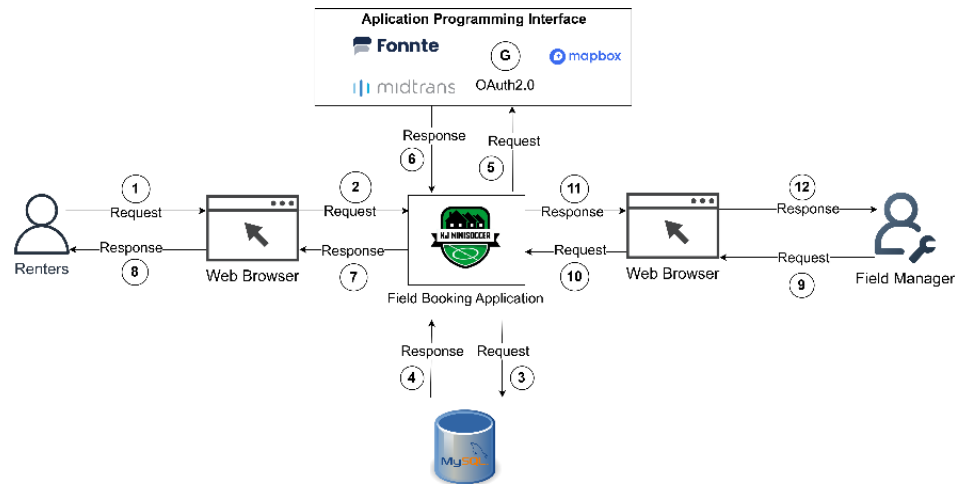 Aplication Programming Interface
Fonnte
G
mapbox
midtrans
OAuth2.0
Response
6
Request
5
1
Request
2
Request
11
Response
12
Response
KJ MINISOCCER
Response
8
Response
7
Request
10
Request
9
Renters
Web Browser
Field Booking Application
Web Browser
Field Manager
Response
4
Request
3
MySQL